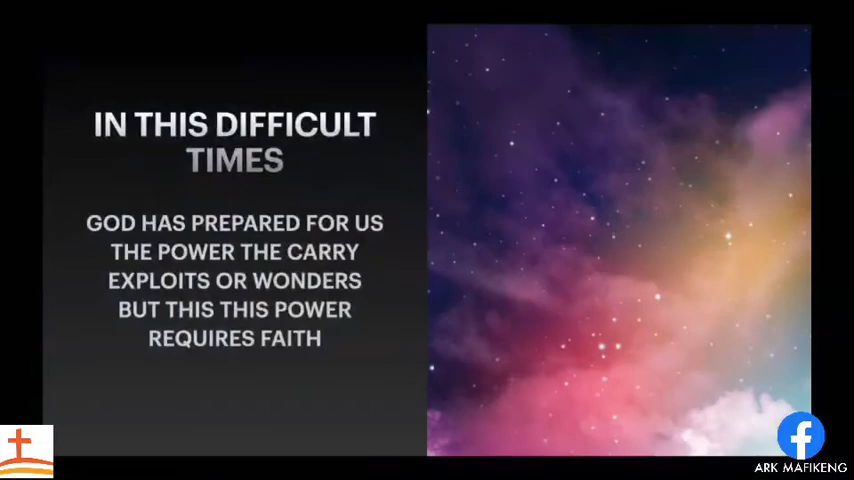 IN THIS DIFFICULT
TIMES
GOD HAS PREPARED FOR US
THE POWER THE CARRY
EXPLOITS OR WONDERS
BUT THIS THIS POWER
REQUIRES FAITH
ARK MAFIKENG